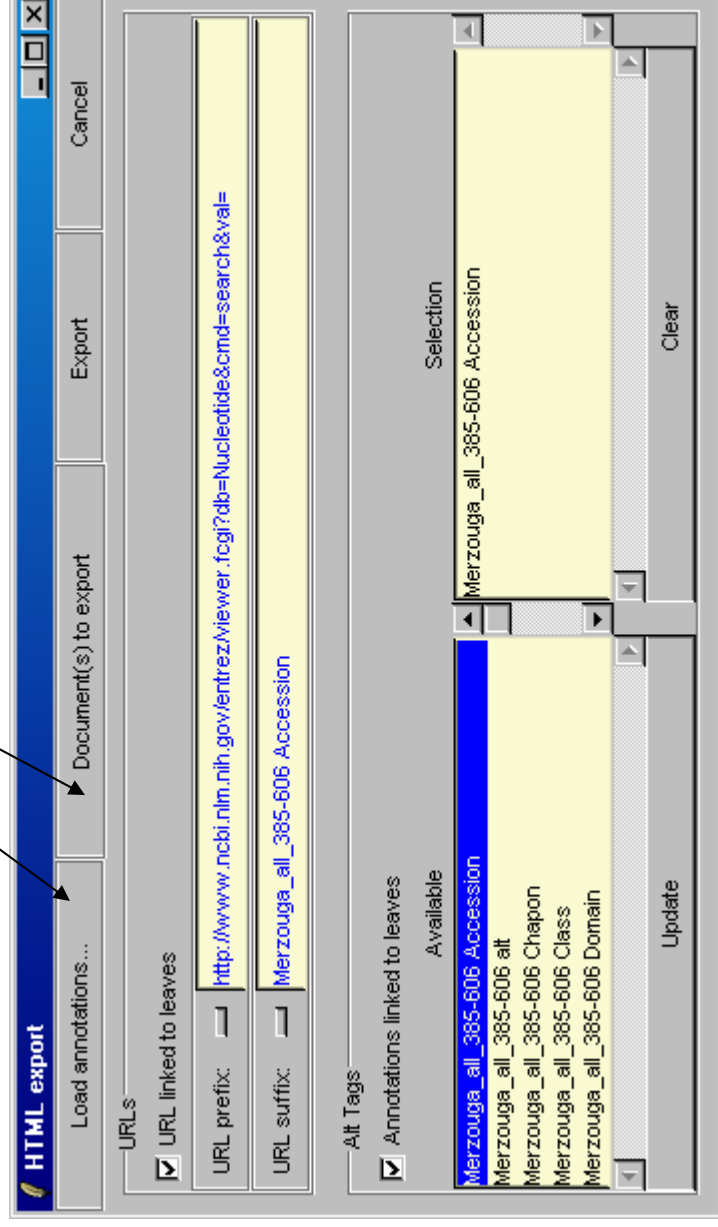 HTML export
Load annotations... Document(s) to export Export Cancel
URLs
URL linked to leaves
URL prefix: http://www.ncbi.nlm.nih.gov/entrez/viewer.fcgi?db=Nucleotide&cmd=search&val=
URL suffix: Merzouga_all_385-606 Accession
Alt Tags
Annotations linked to leaves
Available Selection
Merzouga_all_385-606 Accession Merzouga_all_385-606 Accession
Merzouga_all_385-606 alt
Merzouga_all_385-606 Chapon
Merzouga_all_385-606 Class
Merzouga_all_385-606 Domain
Update Clear